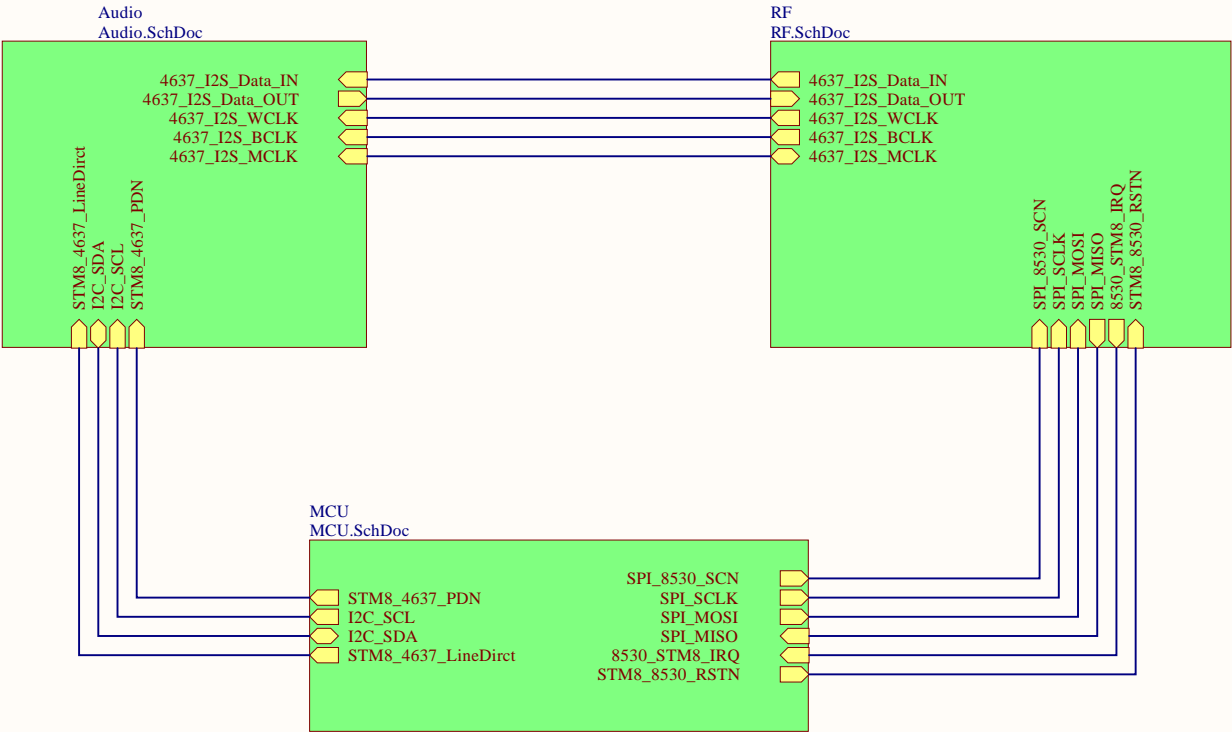 Audio
Audio.SchDoc
4637_I2S_Data_IN
4637_I2S_Data_OUT
4637_I2S_WCLK
4637_I2S_BCLK
4637_I2S_MCLK
STM8_4637_LineDirct
I2C_SDA
I2C_SCL
STM8_4637_PDN
RF
RF.SchDoc
4637_I2S_Data_IN
4637_I2S_Data_OUT
4637_I2S_WCLK
4637_I2S_BCLK
4637_I2S_MCLK
SPI_8530_SCN
SPI_SCLK
SPI_MOSI
SPI_MISO
8530_STM8_IRQ
STM8_8530_RSTN
MCU
MCU.SchDoc
STM8_4637_PDN
I2C_SCL
I2C_SDA
STM8_4637_LineDirct
SPI_8530_SCN
SPI_SCLK
SPI_MOSI
SPI_MISO
8530_STM8_IRQ
STM8_8530_RSTN